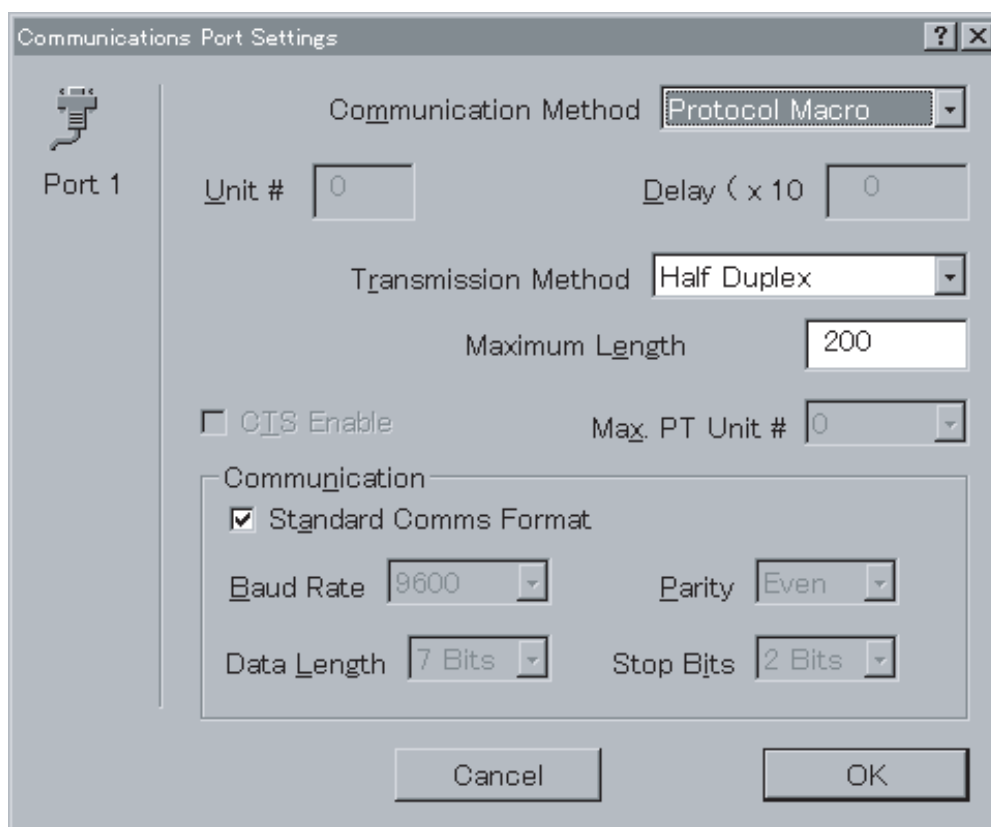 Communications Port Settings
Port 1
Communication Method Protocol Macro
Unit # 0 Delay ( x 10 0
Transmission Method Half Duplex
Maximum Length 200
CTS Enable Max. PT Unit # 0
Communication
Standard Comms Format
Baud Rate 9600 Parity Even
Data Length 7 Bits Stop Bits 2 Bits
Cancel OK